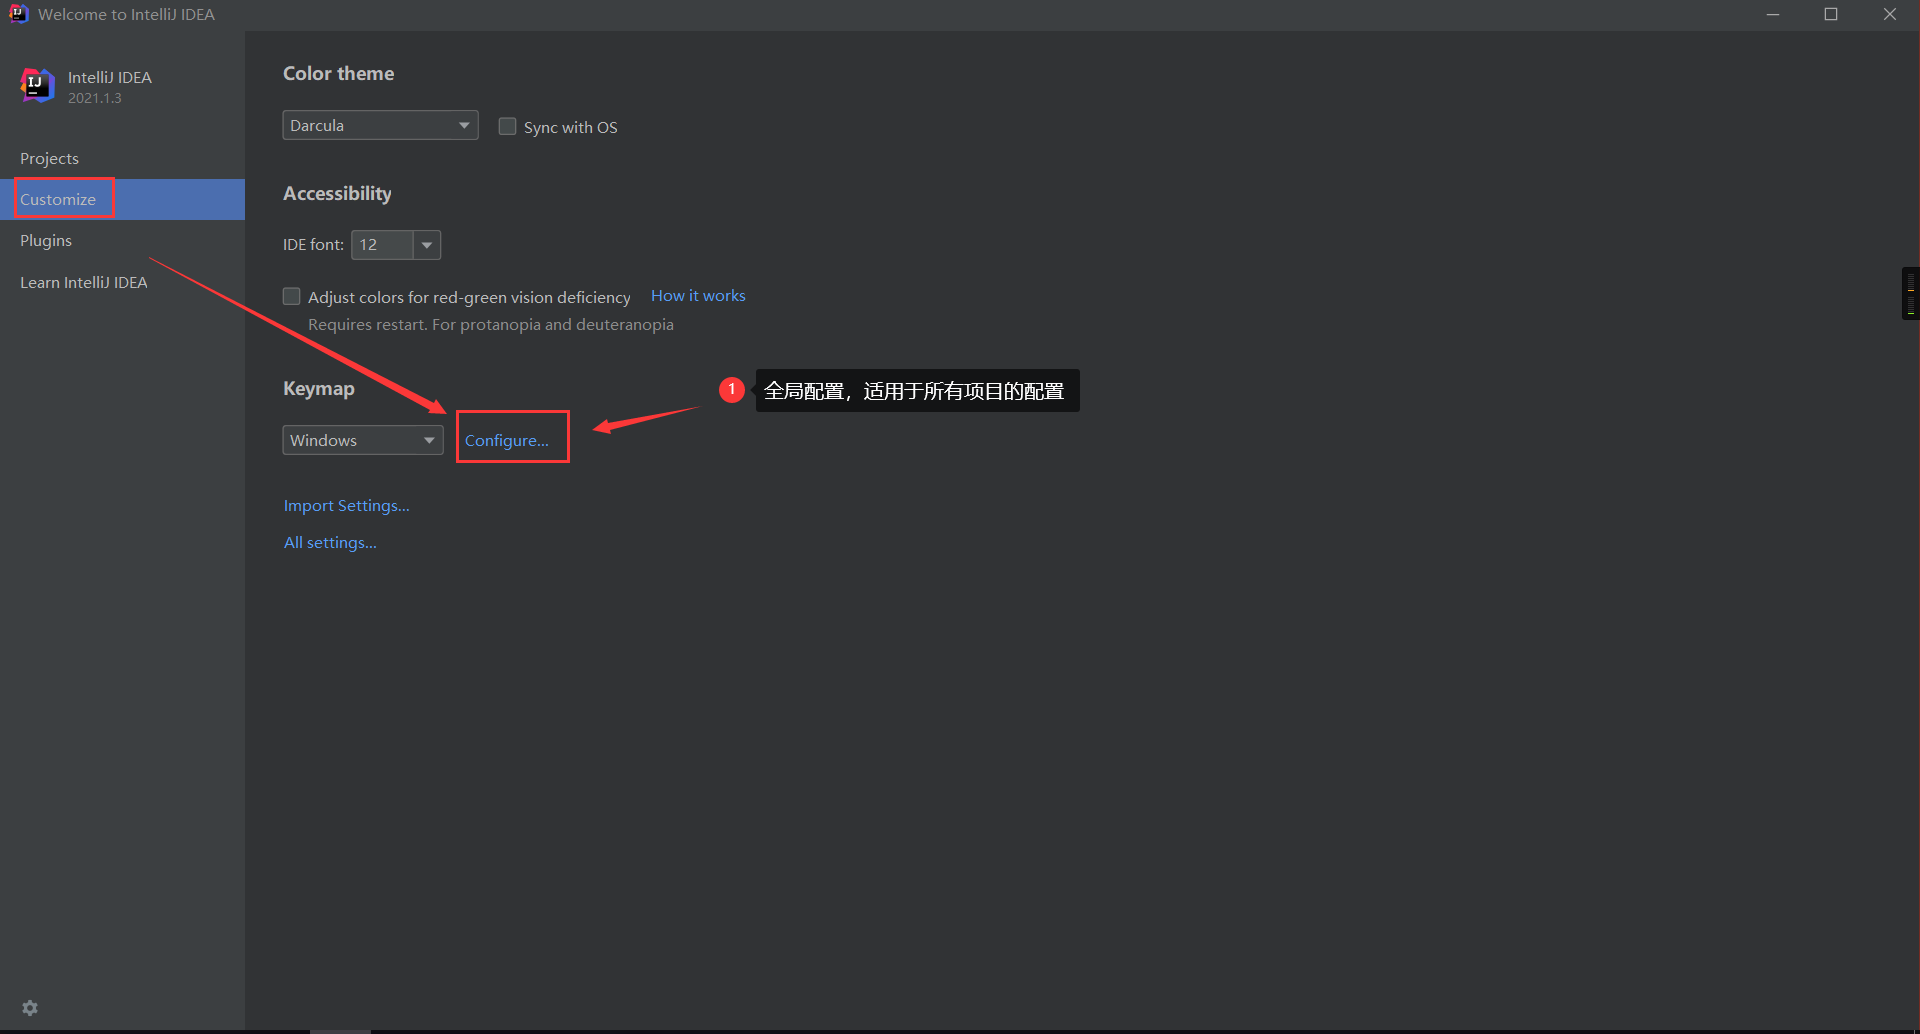 Welcome to IntelliJ IDEA
IntelliJ IDEA
2021.1.3
Projects
Customize
Plugins
Learn IntelliJ IDEA
Color theme
Darcula
Sync with OS
Accessibility
IDE font: 12
Adjust colors for red-green vision deficiency How it works
Requires restart. For protanopia and deuteranopia
Keymap
1 全局配置，适用于所有项目的配置
Windows Configure...
Import Settings...
All settings...